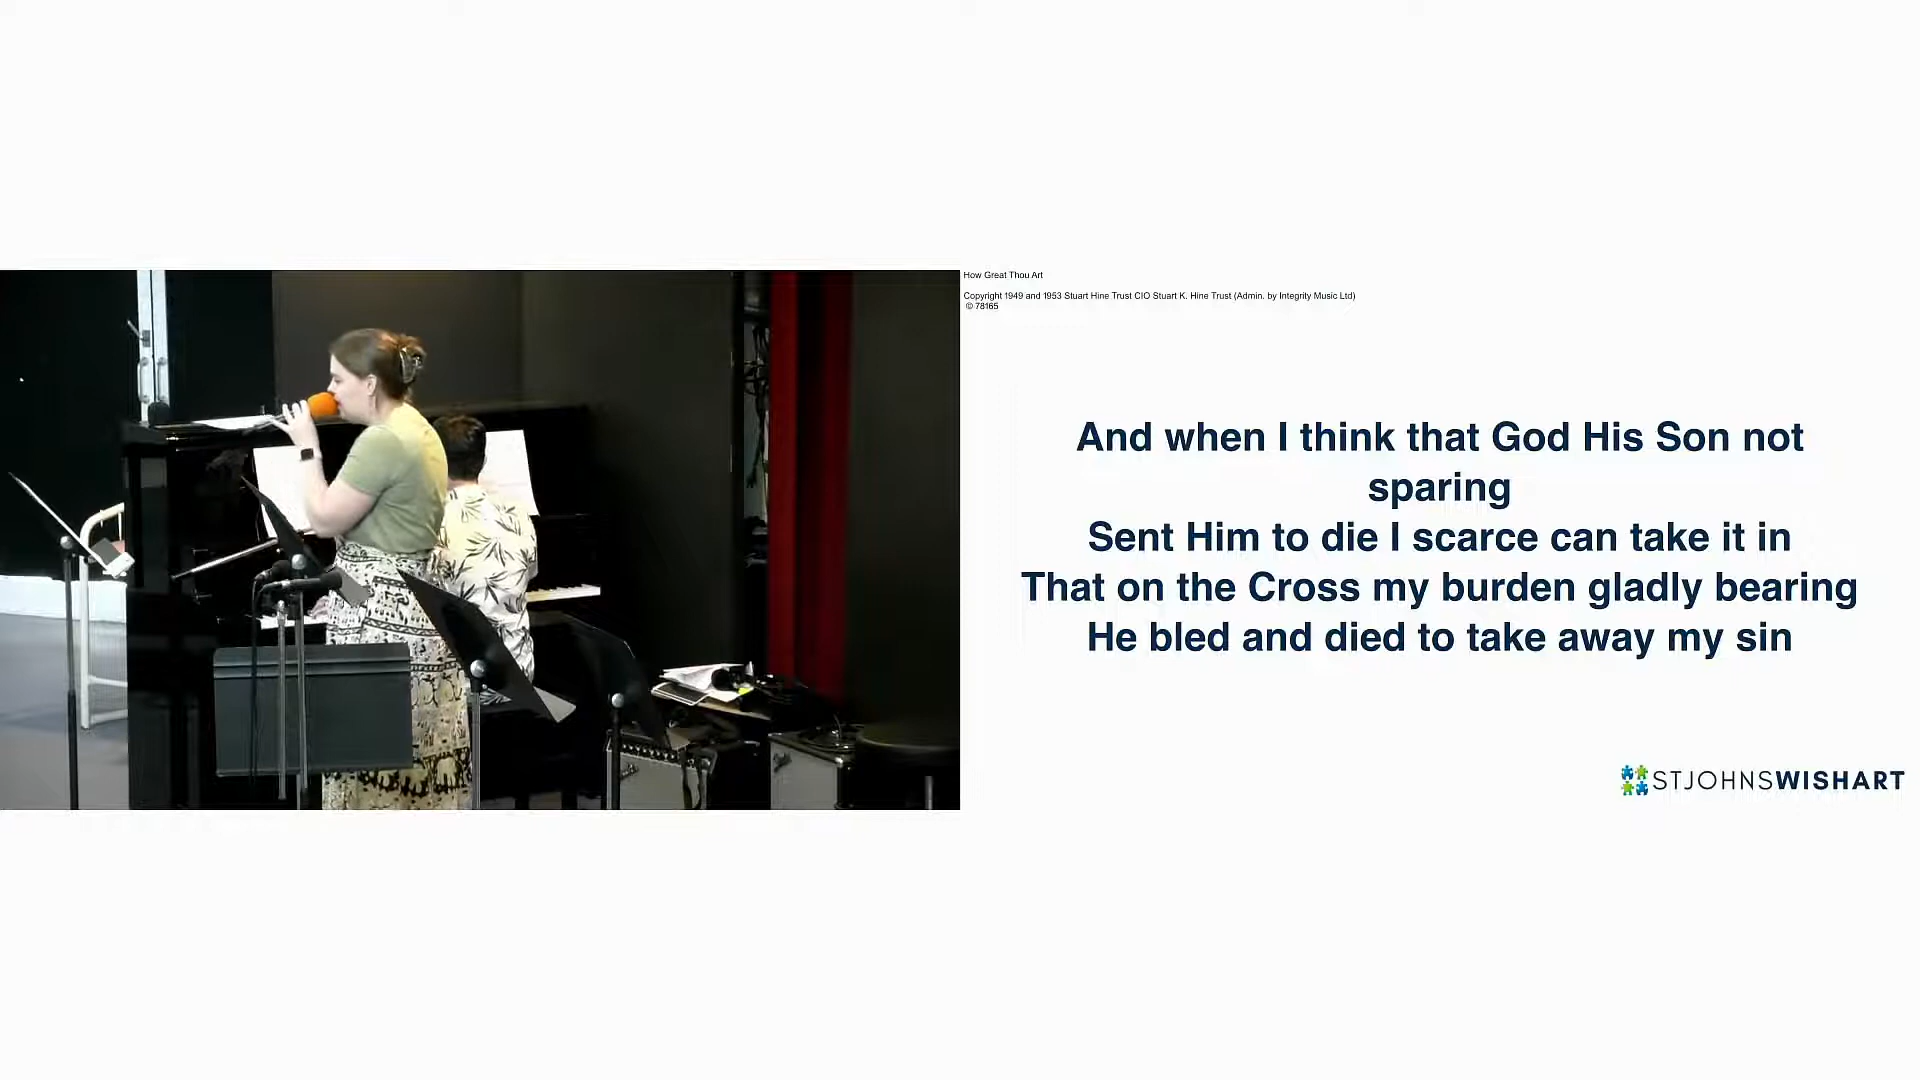 How Great Thou Art
Copyright 1949 and 1953 Stuart Hine Trust CIO Stuart K. Hine Trust (Admin. by Integrity Music Ltd)
© 78165
And when I think that God His Son not
sparing
Sent Him to die I scarce can take it in
That on the Cross my burden gladly bearing
He bled and died to take away my sin
STJOHNSWISHART